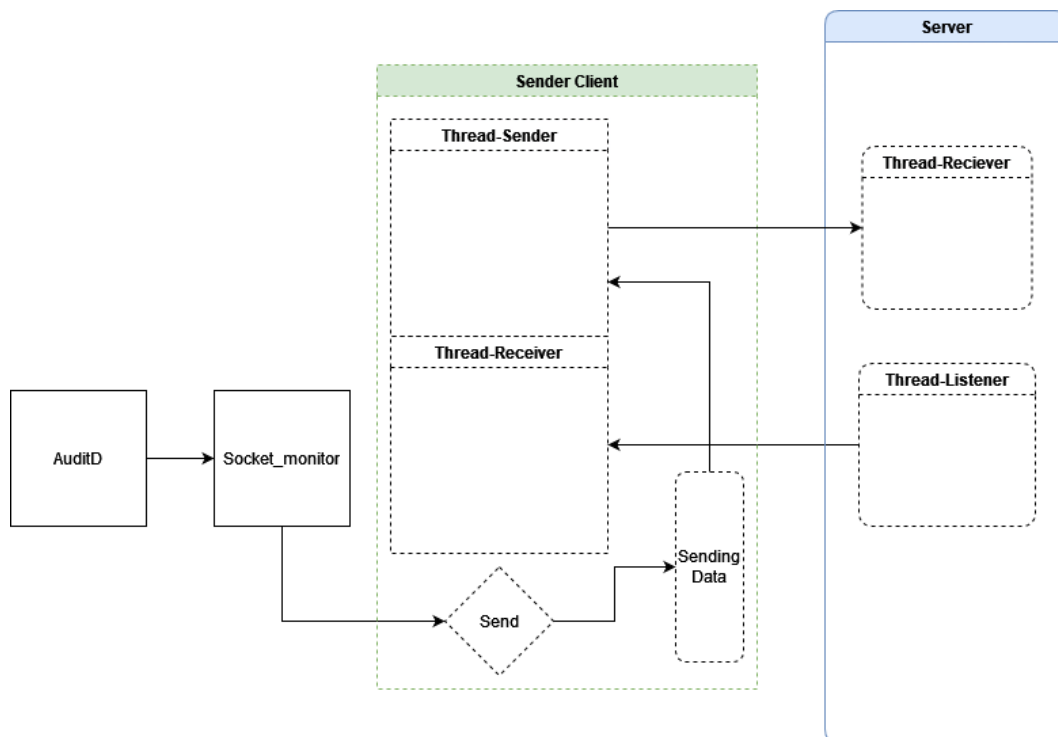 Server
Sender Client
Thread-Sender
Thread-Reciever
Thread-Receiver
Thread-Listener
AuditD
Socket_monitor
Sending
Data
Send